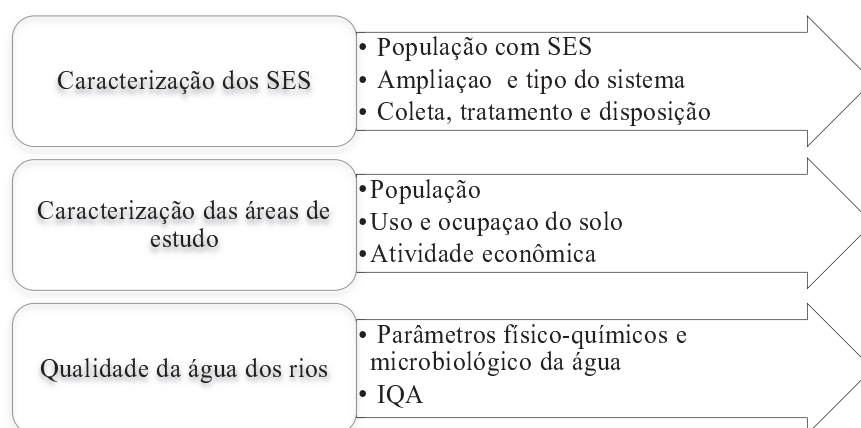 Caracterização dos SES
• População com SES
• Ampliaçao e tipo do sistema
• Coleta, tratamento e disposição
Caracterização das áreas de
estudo
•População
•Uso e ocupaçao do solo
•Atividade econômica
Qualidade da água dos rios
• Parâmetros físico-químicos e
microbiológico da água
• IQA